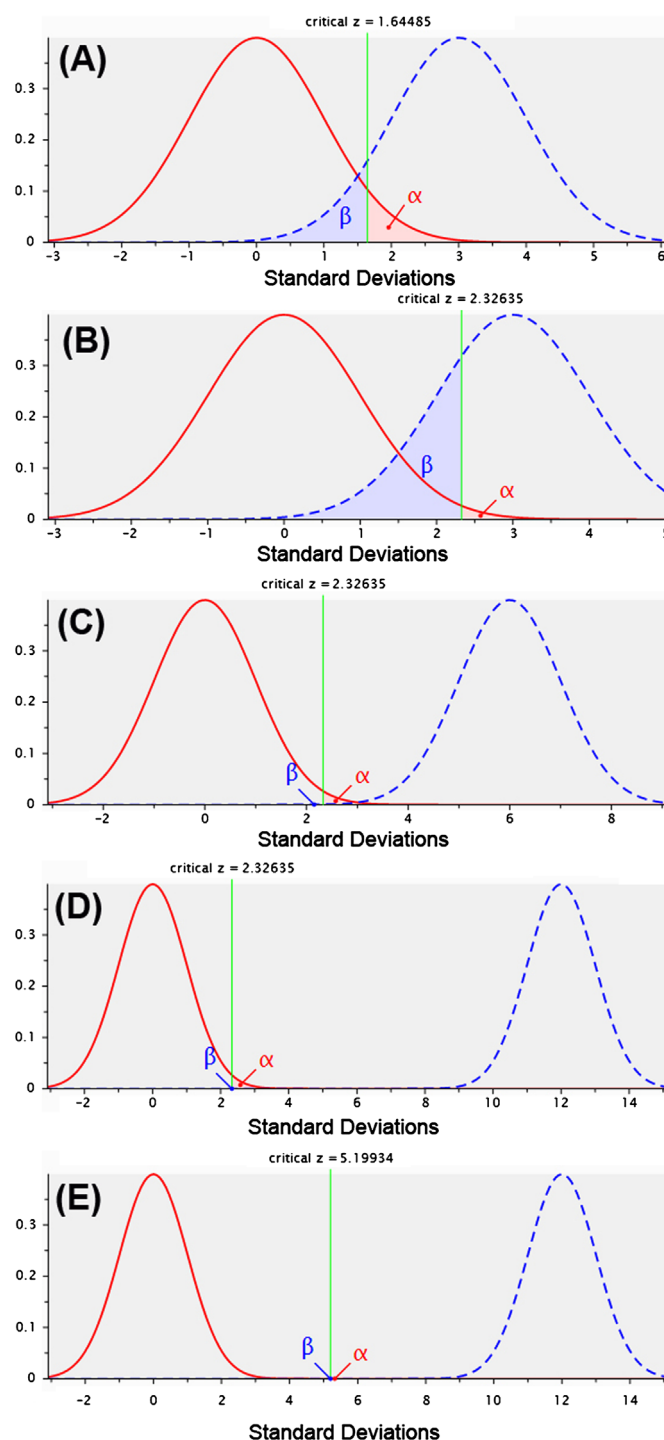 critical z = 1.64485
(A)
0.3
0.2
0.1
0
β
α
-3 -2 -1 0 1 2 3 4 5 6
Standard Deviations
critical z = 2.32635
(B)
0.3
0.2
0.1
0
β
α
-3 -2 -1 0 1 2 3 4 5
Standard Deviations
critical z = 2.32635
(C)
0.3
0.2
0.1
0
β
α
-2 0 2 4 6 8
Standard Deviations
critical z = 2.32635
(D)
0.3
0.2
0.1
0
β
α
-2 0 2 4 6 8 10 12 14
Standard Deviations
critical z = 5.19934
(E)
0.3
0.2
0.1
0
β
α
-2 0 2 4 6 8 10 12 14
Standard Deviations